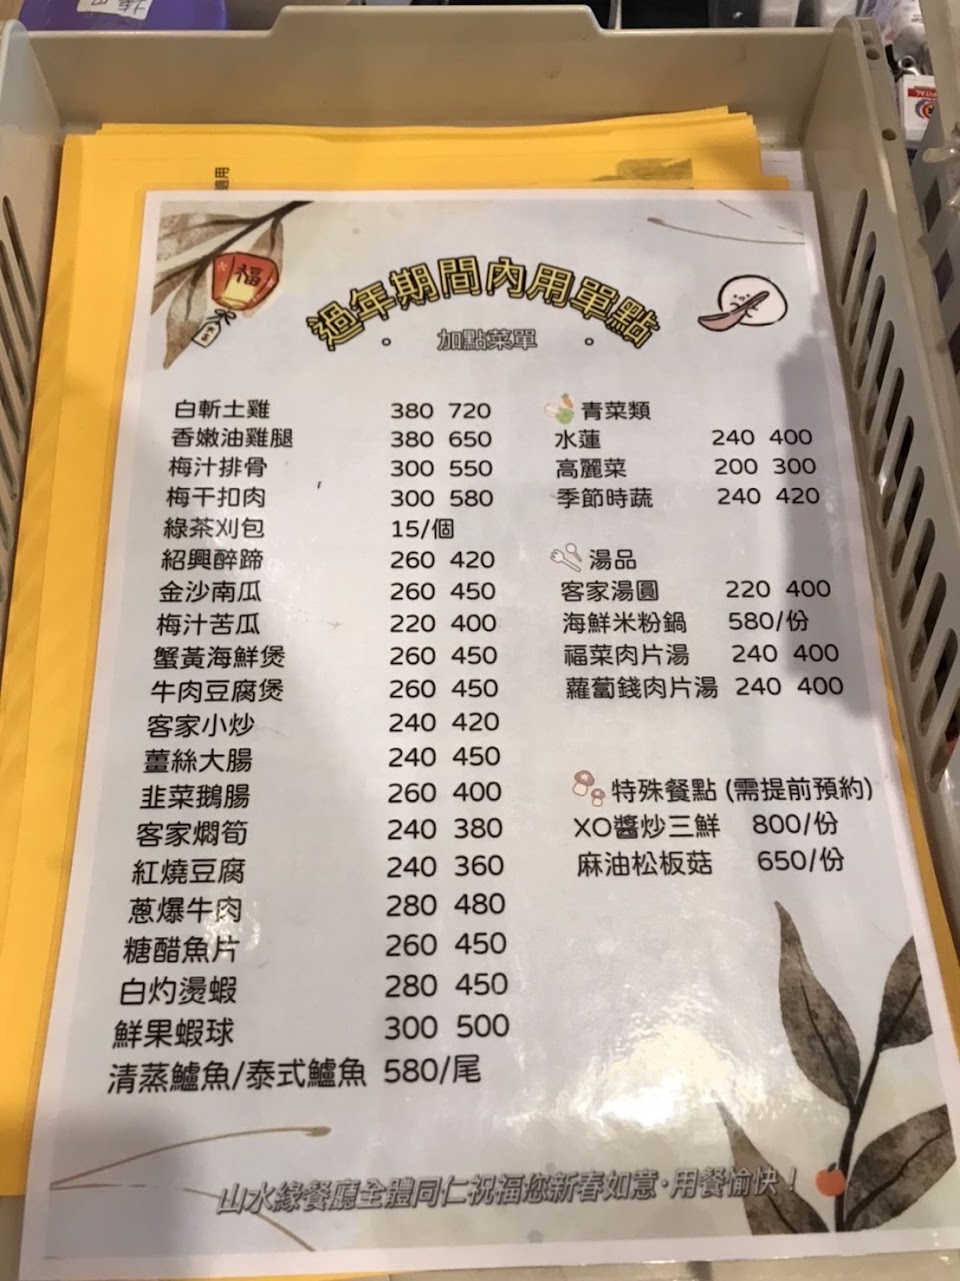 福
過年期間內用單點
· 加點菜單 ·
白斬土雞 380 720
香嫩油雞腿 380 650
梅汁排骨 300 550
梅干扣肉 300 580
綠茶刈包 15/個
紹興醉蹄 260 420
金沙南瓜 260 450
梅汁苦瓜 220 400
蟹黃海鮮煲 260 450
牛肉豆腐煲 260 450
客家小炒 240 420
薑絲大腸 240 450
韭菜鵝腸 260 400
客家燜筍 240 380
紅燒豆腐 240 360
蔥爆牛肉 280 480
糖醋魚片 260 450
白灼燙蝦 280 450
鮮果蝦球 300 500
清蒸鱸魚/泰式鱸魚 580/尾
青菜類
水蓮 240 400
高麗菜 200 300
季節時蔬 240 420
湯品
客家湯圓 220 400
海鮮米粉鍋 580/份
福菜肉片湯 240 400
蘿蔔錢肉片湯 240 400
特殊餐點 (需提前預約)
XO醬炒三鮮 800/份
麻油松板菇 650/份
山水緣餐廳全體同仁祝福您新春如意·用餐愉快！